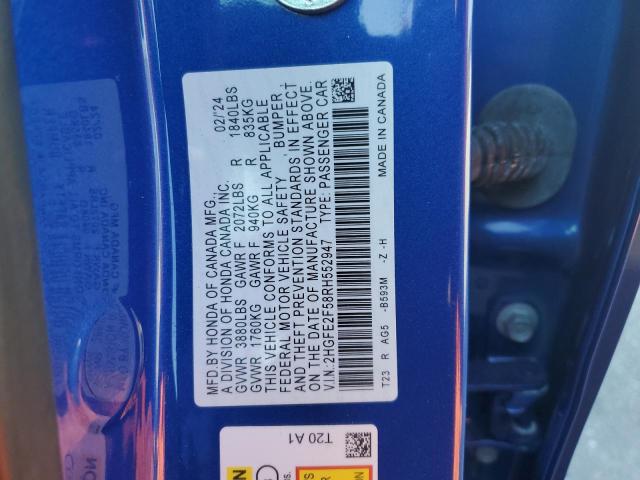 MFD.BY HONDA OF CANADA MFG. 02/'24
A DIVISION OF HONDA CANADA INC.
GVWR 3880LBS GAWR F 2072LBS R 1840LBS
GVWR 1760KG GAWR F 940KG R 835KG
THIS VEHICLE CONFORMS TO ALL APPLICABLE
FEDERAL MOTOR VEHICLE SAFETY BUMPER,
AND THEFT PREVENTION STANDARDS IN EFFECT
ON THE DATE OF MANUFACTURE SHOWN ABOVE.
V.I.N.: 2HGFE2F58RH552947 TYPE: PASSENGER CAR
T23 R AG5 -B593M -Z -H MADE IN CANADA
T20 A1